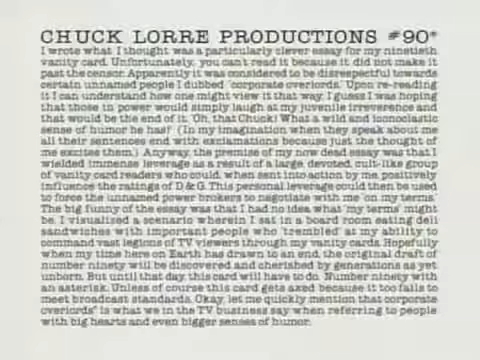 CHUCK LORRE PRODUCTIONS #90*
I wrote what I thought was a particularly clever essay for my ninetieth
vanity card. Unfortunately, you can't read it because it did not make it
past the censor. Apparently it was considered to be disrespectful towards
certain unnamed people I dubbed "corporate overlords." Upon re-reading
it I can understand how one might view it that way. I guess I was hoping
that those in power would simply laugh at my juvenile irreverence and
that would be the end of it. "Oh, that Chuck! What a wild and iconoclastic
sense of humor he has!" (In my imagination when they speak about me
all their sentences end with exclamations because just the thought of
me excites them.) Anyway, the premise of my now dead essay was that I
wielded immense leverage as a result of a large, devoted, cult-like group
of vanity card readers who could, when sent into action by me, positively
influence the ratings of D & G. This personal leverage could then be used
to force the unnamed power brokers to negotiate with me "on my terms."
The big funny of the essay was that I had no idea what "my terms" might
be. I visualized a scenario wherein I sat in a board room eating deli
sandwiches with important people who "trembled" at my ability to
command vast legions of TV viewers through my vanity cards. Hopefully
when my time here on Earth has drawn to an end, the original draft of
number ninety will be discovered and cherished by generations as yet
unborn. But until that day, this card will have to do. Number ninety with
an asterisk. Unless of course this card gets axed because it too fails to
meet broadcast standards. Okay, let me quickly mention that corporate
overlords" is what we in the TV business say when referring to people
with big hearts and even bigger senses of humor.